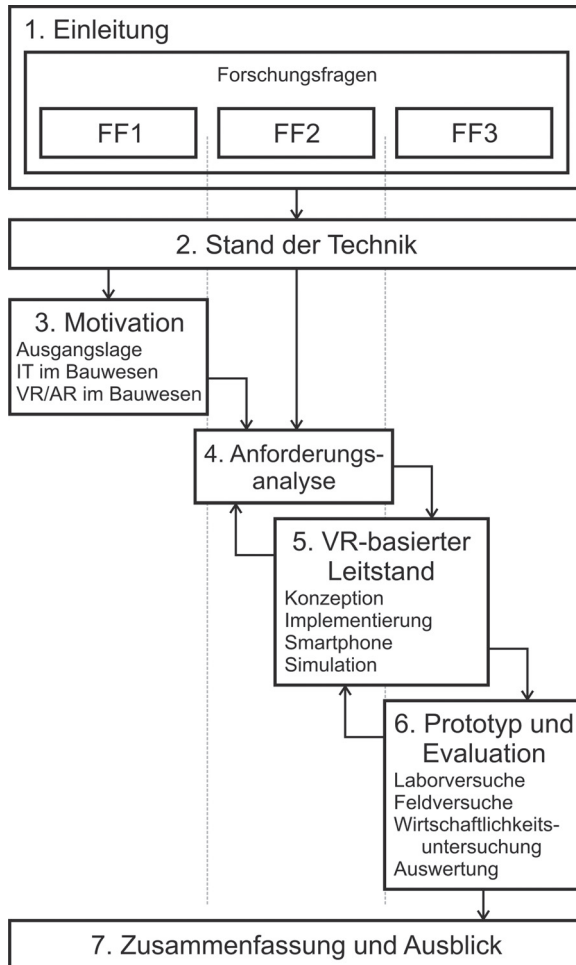 1. Einleitung
Forschungsfragen
FF1
FF2
FF3
2. Stand der Technik
3. Motivation
Ausgangslage
IT im Bauwesen
VR/AR im Bauwesen
4. Anforderungs-
analyse
5. VR-basierter
Leitstand
Konzeption
Implementierung
Smartphone
Simulation
6. Prototyp und
Evaluation
Laborversuche
Feldversuche
Wirtschaftlichkeits-
untersuchung
Auswertung
7. Zusammenfassung und Ausblick